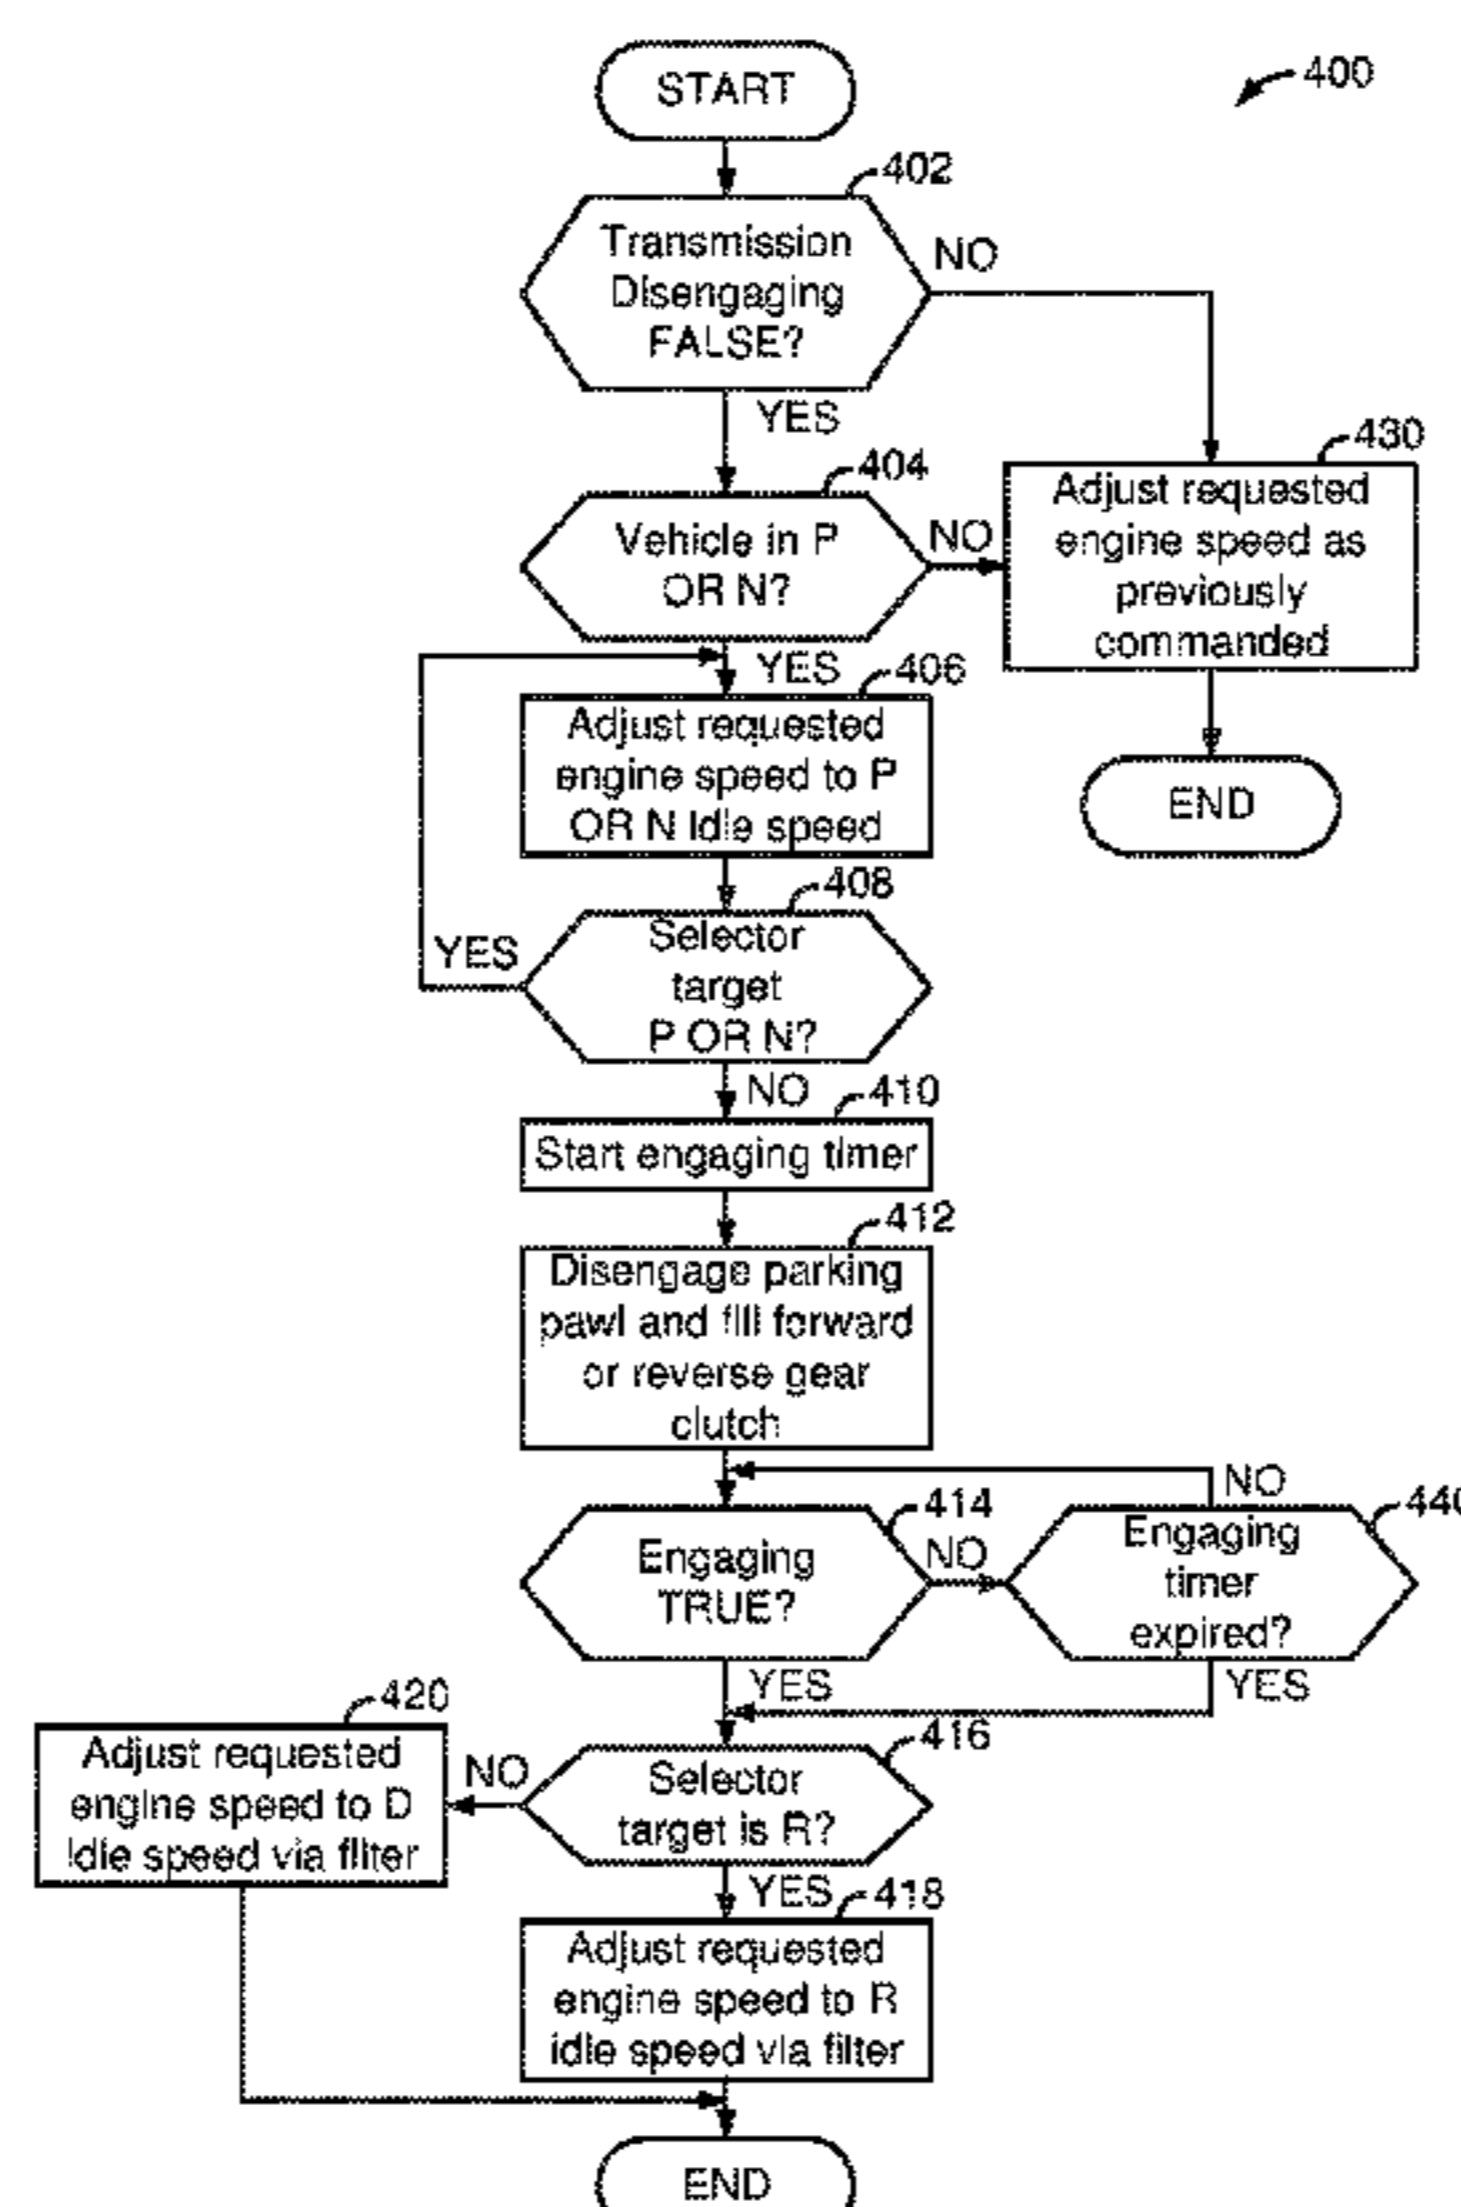 START
400
402
Transmission
Disengaging
FALSE?
NO
YES
404
Vehicle in P
OR N?
NO
430
Adjust requested
engine speed as
previously
commanded
YES
406
Adjust requested
engine speed to P
OR N idle speed
END
408
Selector
target
P OR N?
YES
NO
410
Start engaging timer
412
Disengage parking
pawl and fill forward
or reverse gear
clutch
414
Engaging
TRUE?
NO
NO
440
Engaging
timer
expired?
YES
YES
416
Selector
target is R?
NO
420
Adjust requested
engine speed to D
idle speed via filter
YES
418
Adjust requested
engine speed to R
idle speed via filter
END